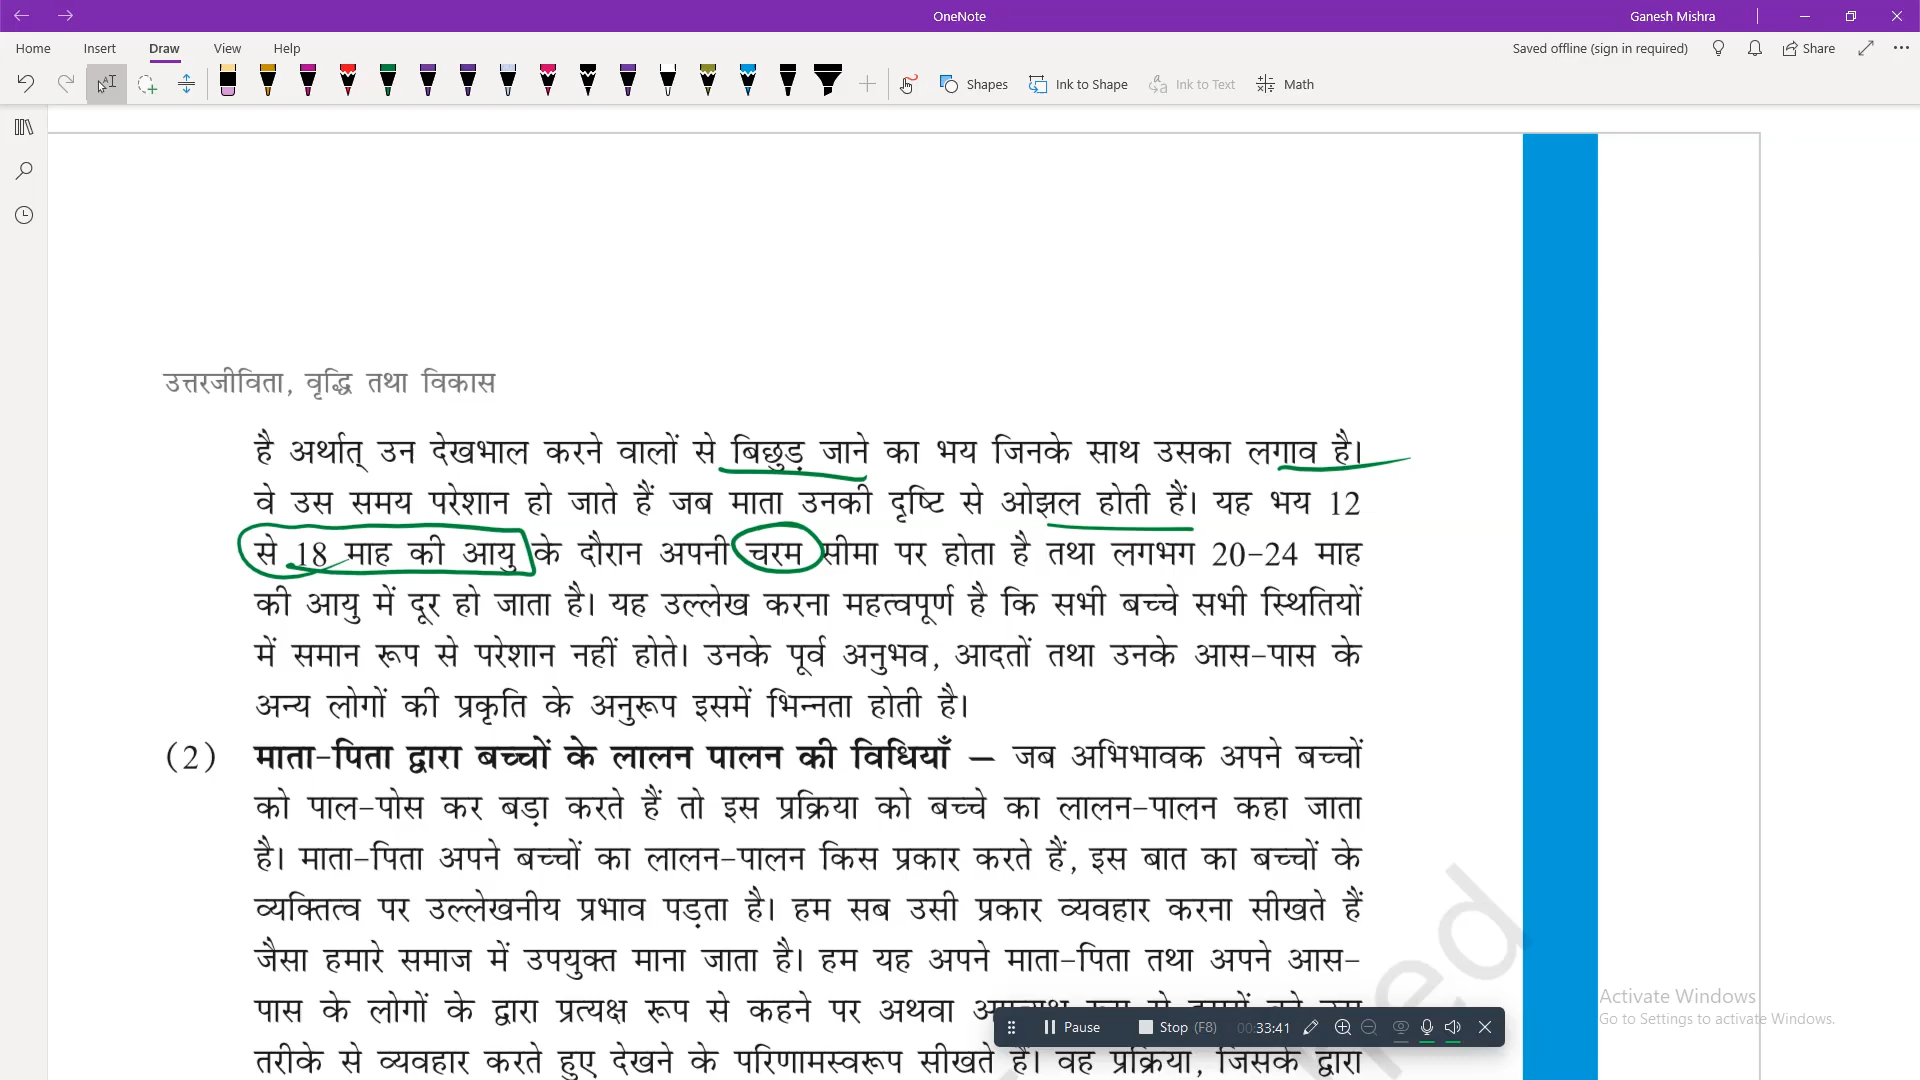 OneNote
Ganesh Mishra
Home Insert Draw View Help
Saved offline (sign in required) Share
Shapes Ink to Shape Ink to Text Math
उत्तरजीविता, वृद्धि तथा विकास
है अर्थात् उन देखभाल करने वालों से बिछुड़ जाने का भय जिनके साथ उसका लगाव है।
वे उस समय परेशान हो जाते हैं जब माता उनकी दृष्टि से ओझल होती हैं। यह भय 12
से 18 माह की आयु के दौरान अपनी चरम सीमा पर होता है तथा लगभग 20-24 माह
की आयु में दूर हो जाता है। यह उल्लेख करना महत्वपूर्ण है कि सभी बच्चे सभी स्थितियों
में समान रूप से परेशान नहीं होते। उनके पूर्व अनुभव, आदतों तथा उनके आस-पास के
अन्य लोगों की प्रकृति के अनुरूप इसमें भिन्नता होती है।
(2) माता-पिता द्वारा बच्चों के लालन पालन की विधियाँ — जब अभिभावक अपने बच्चों
को पाल-पोस कर बड़ा करते हैं तो इस प्रक्रिया को बच्चे का लालन-पालन कहा जाता
है। माता-पिता अपने बच्चों का लालन-पालन किस प्रकार करते हैं, इस बात का बच्चों के
व्यक्तित्व पर उल्लेखनीय प्रभाव पड़ता है। हम सब उसी प्रकार व्यवहार करना सीखते हैं
जैसा हमारे समाज में उपयुक्त माना जाता है। हम यह अपने माता-पिता तथा अपने आस-
पास के लोगों के द्वारा प्रत्यक्ष रूप से कहने पर अथवा
तरीके से व्यवहार करते हुए देखने के परिणामस्वरूप सीखते हैं। वह प्रक्रिया, जिसके द्वारा
Pause Stop (F8) 00:33:41
Activate Windows
Go to Settings to activate Windows.